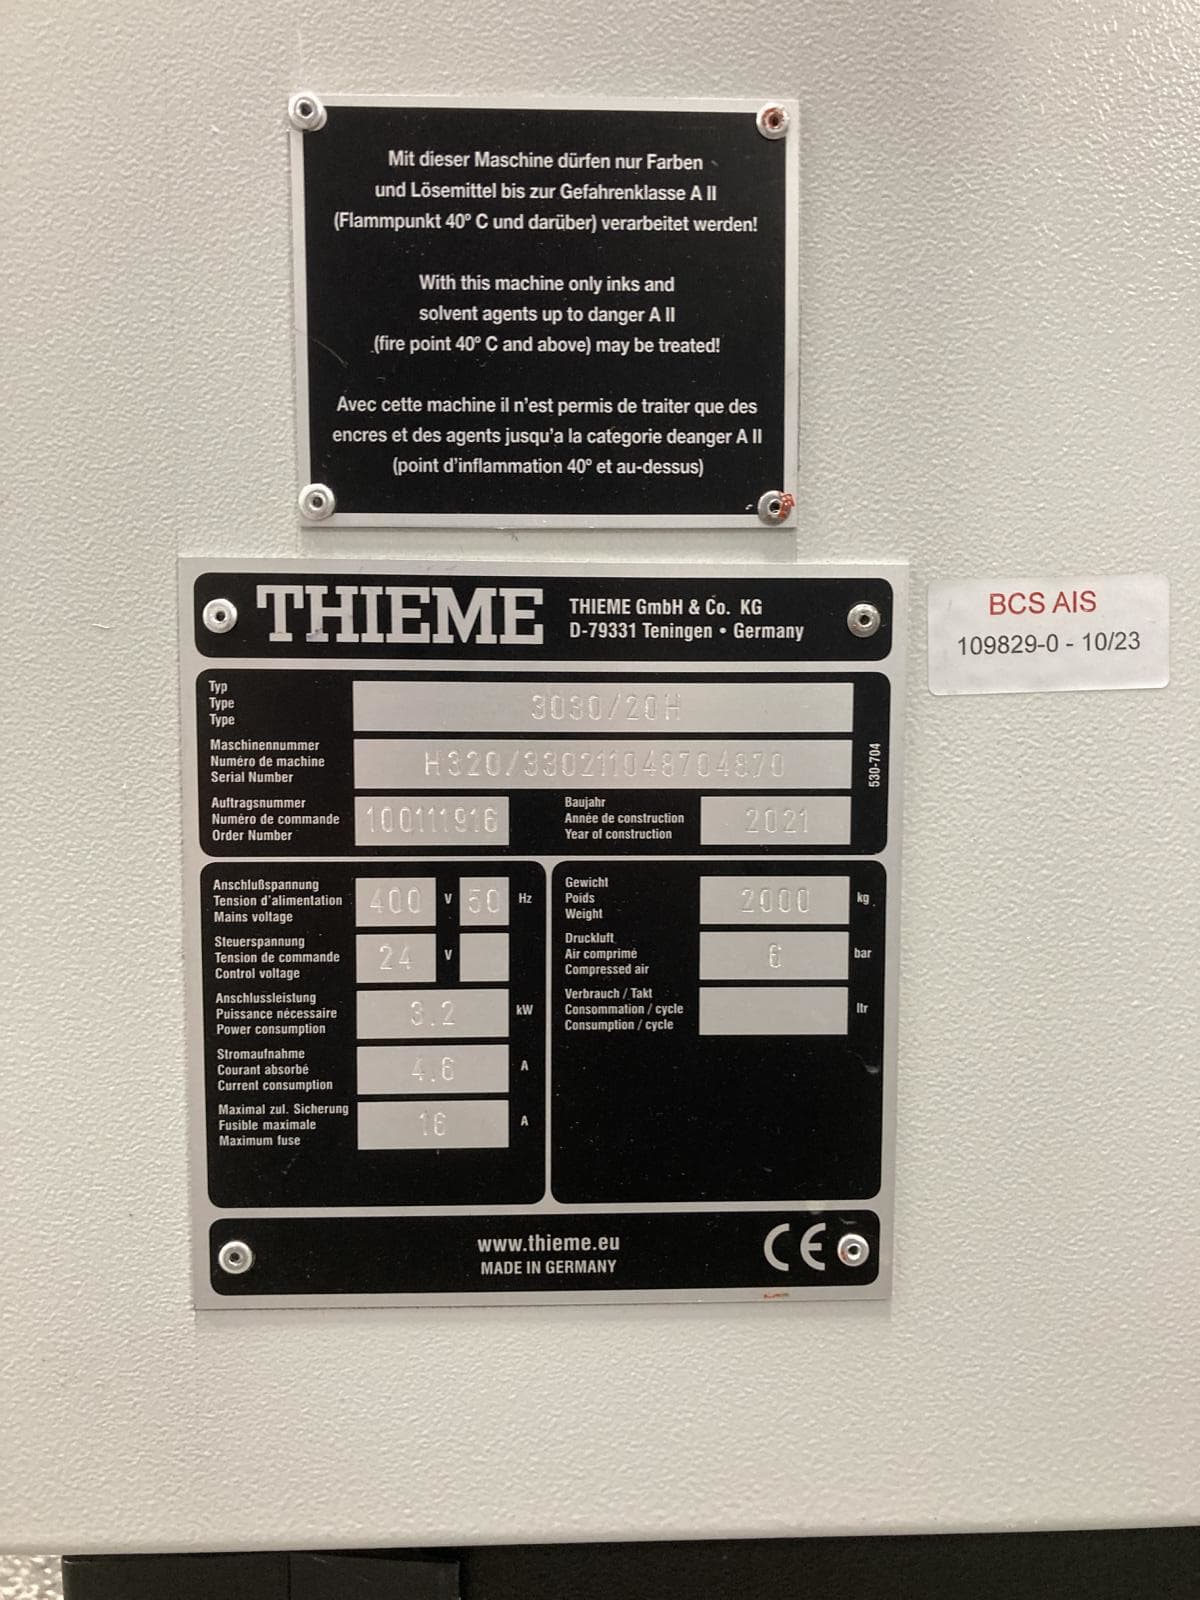 Mit dieser Maschine dürfen nur Farben
und Lösemittel bis zur Gefahrenklasse A II
(Flammpunkt 40° C und darüber) verarbeitet werden!
With this machine only inks and
solvent agents up to danger A II
(fire point 40° C and above) may be treated!
Avec cette machine il n'est permis de traiter que des
encres et des agents jusqu'a la categorie deanger A II
(point d'inflammation 40° et au-dessus)
THIEME
THIEME GmbH & Co. KG
D-79331 Teningen • Germany
BCS AIS
109829-0 - 10/23
Typ
Type
Type
3030/20H
Maschinennummer
Numéro de machine
Serial Number
H320/330211048704870
530-704
Auftragsnummer
Numéro de commande
Order Number
100111916
Baujahr
Année de construction
Year of construction
2021
Anschlußspannung
Tension d'alimentation
Mains voltage
400 V 50 Hz
Steuerspannung
Tension de commande
Control voltage
24 V
Anschlussleistung
Puissance nécessaire
Power consumption
3.2 kW
Stromaufnahme
Courant absorbé
Current consumption
4.6 A
Maximal zul. Sicherung
Fusible maximale
Maximum fuse
16 A
Gewicht
Poids
Weight
2000 kg
Druckluft
Air comprimé
Compressed air
6 bar
Verbrauch / Takt
Consommation / cycle
Consumption / cycle
ltr
www.thieme.eu
MADE IN GERMANY
CE